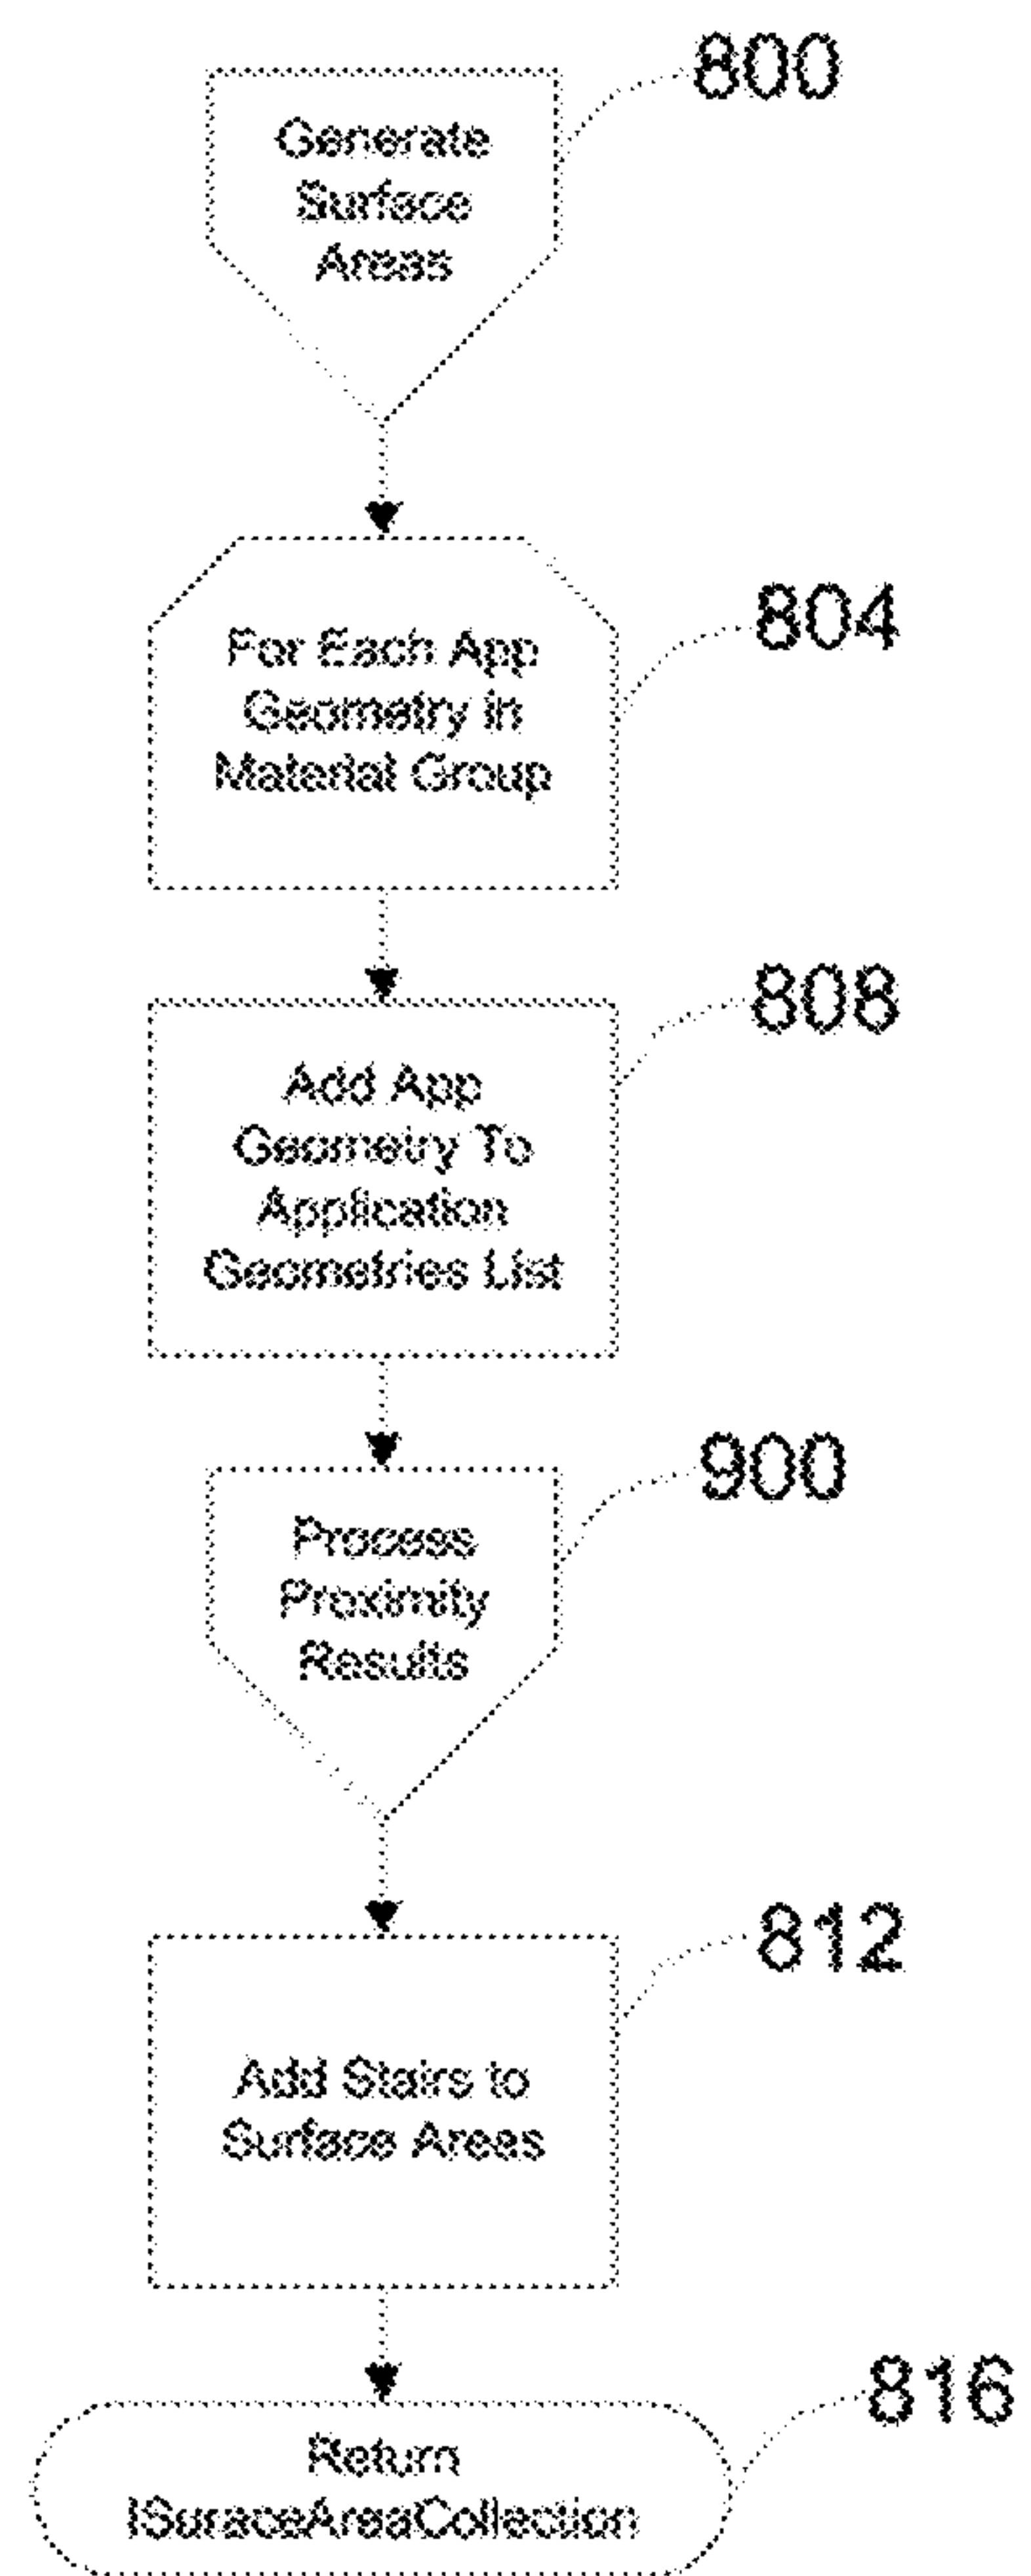 800
Generate
Surface
Areas
804
For Each App
Geometry in
Material Group
808
Add App
Geometry To
Application
Geometries List
900
Process
Proximity
Results
812
Add Stairs to
Surface Areas
816
Return
ISuraceAreaCollection